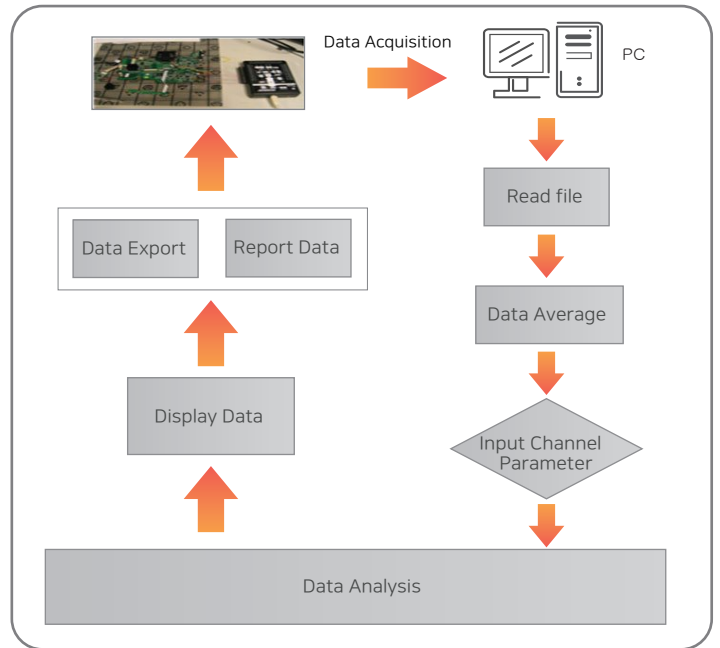 Data Acquisition
PC
Read file
Data Export
Report Data
Data Average
Display Data
Input Channel
Parameter
Data Analysis